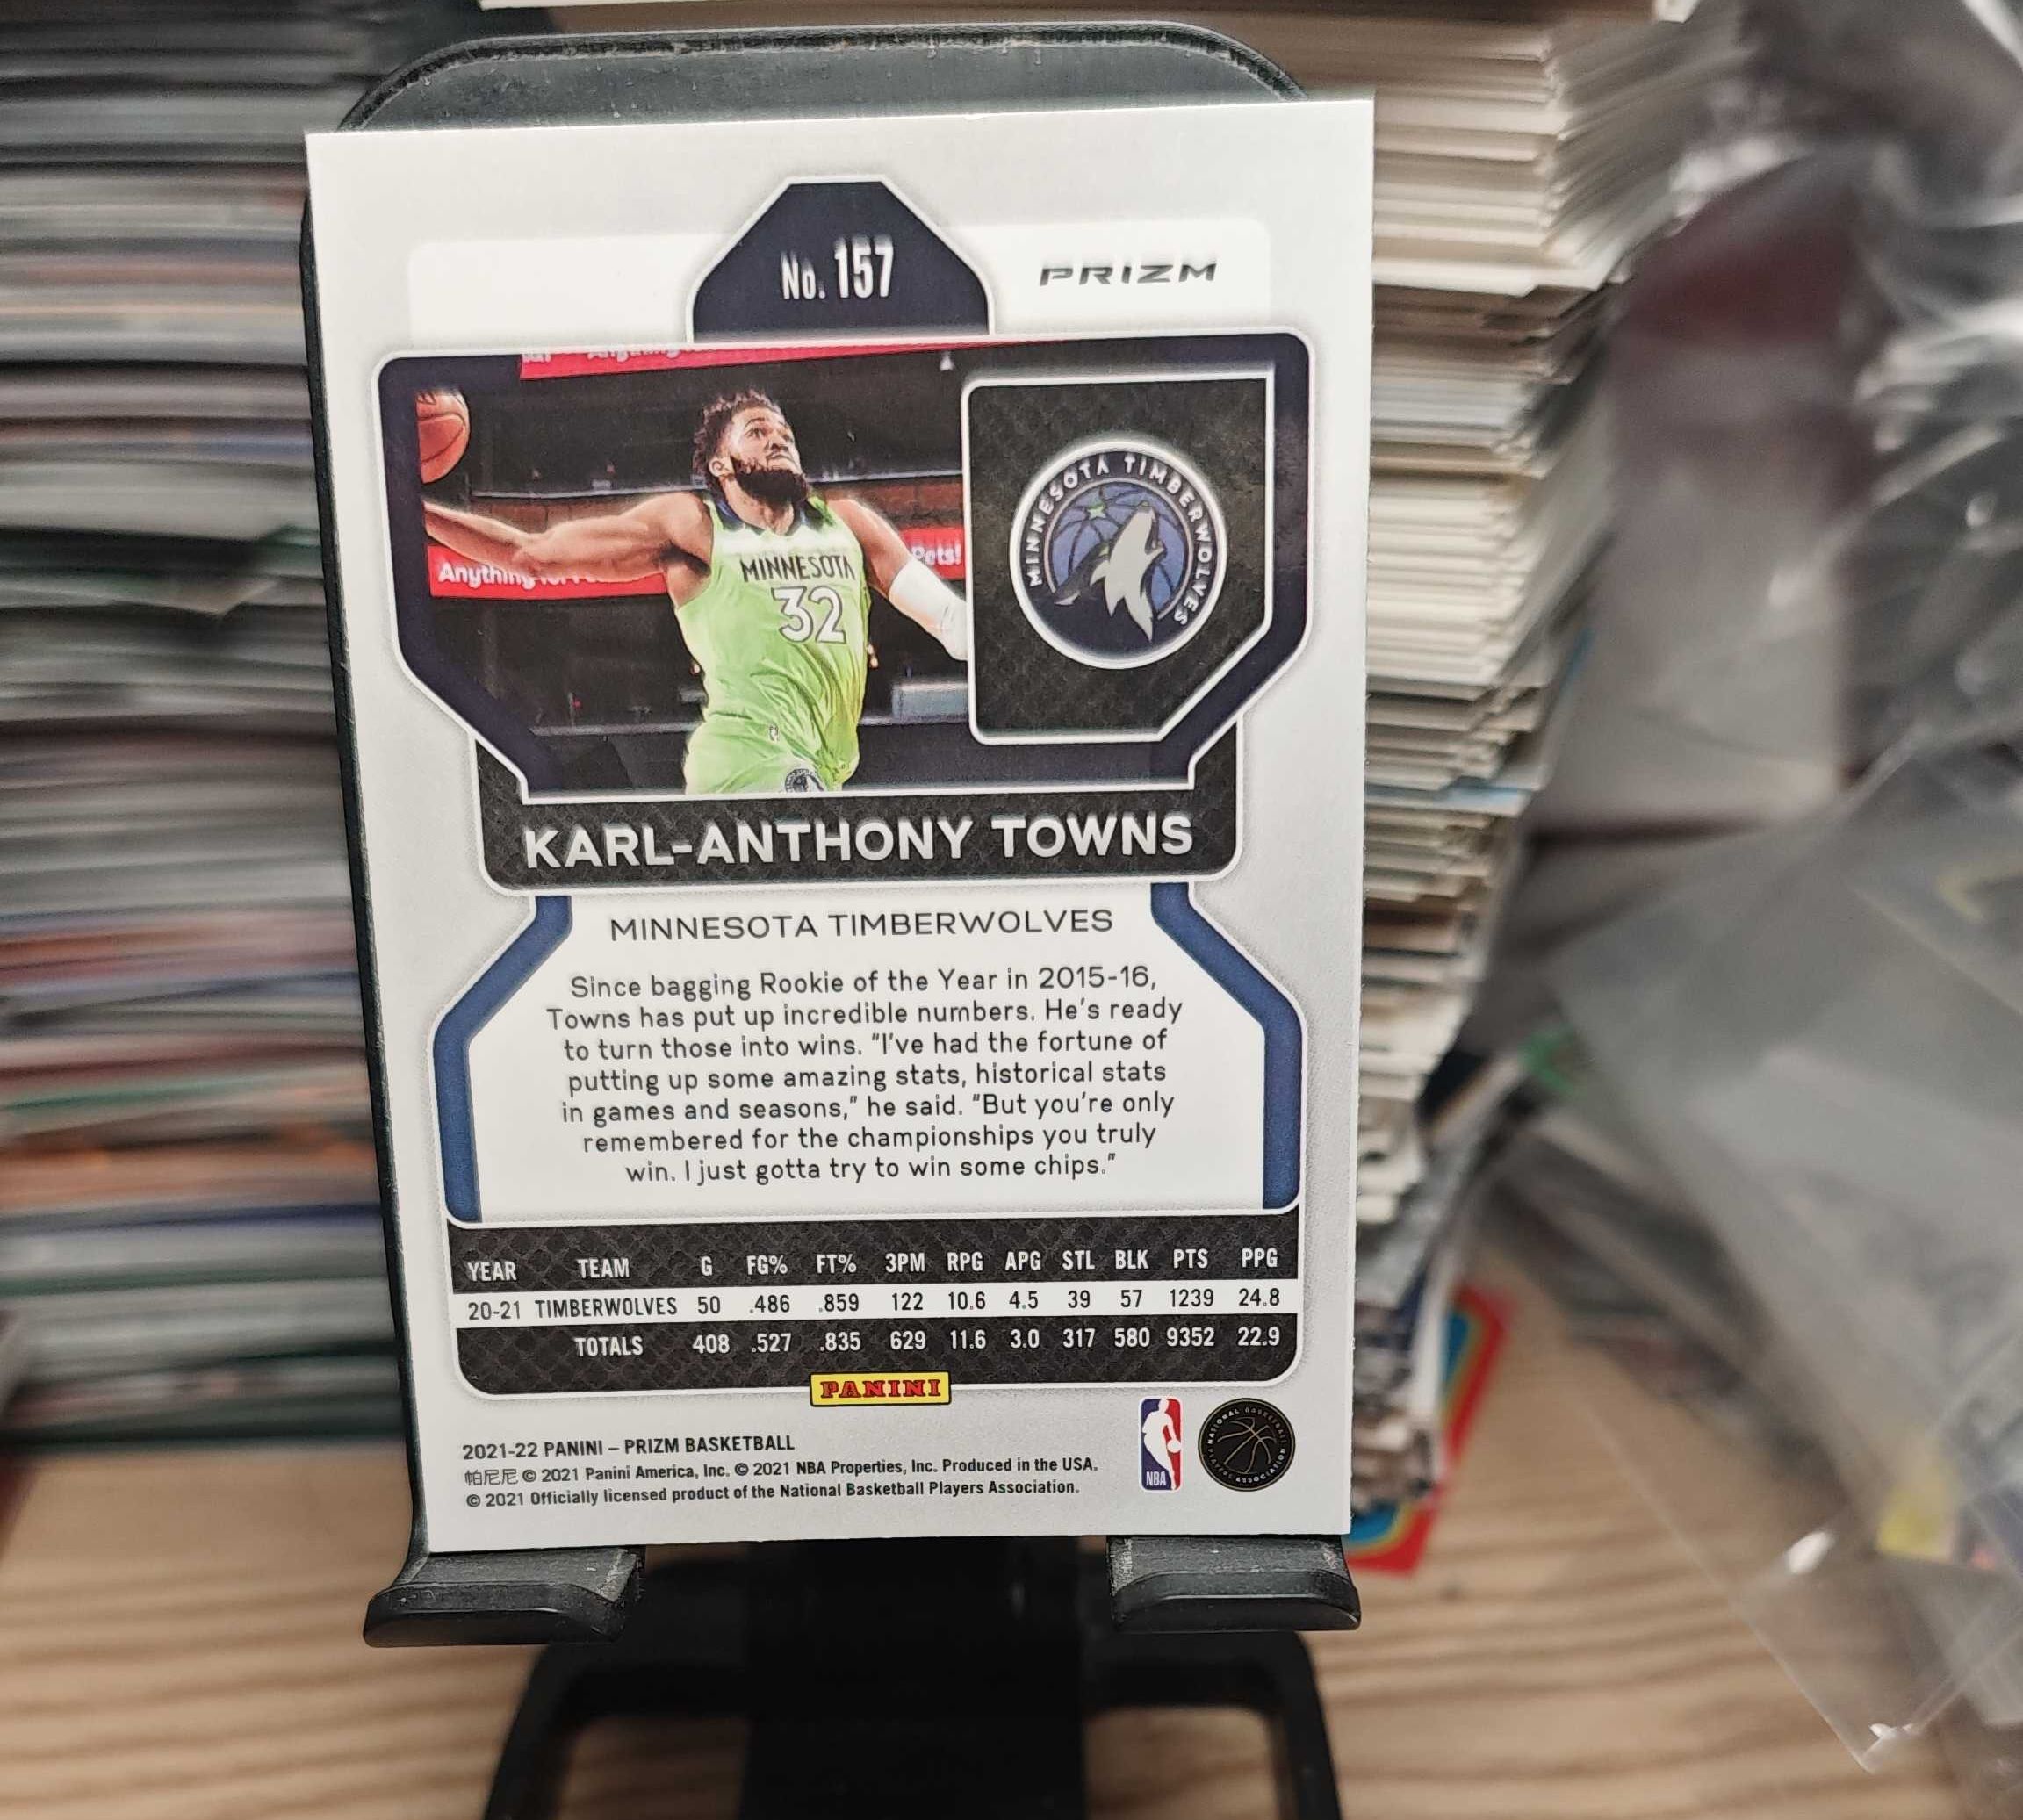 No. 157
PRIZM
Anything
Pets!
MINNESOTA
32
MINNESOTA TIMBERWOLVES
KARL-ANTHONY TOWNS
MINNESOTA TIMBERWOLVES
Since bagging Rookie of the Year in 2015-16,
Towns has put up incredible numbers. He's ready
to turn those into wins. "I've had the fortune of
putting up some amazing stats, historical stats
in games and seasons," he said. "But you're only
remembered for the championships you truly
win. I just gotta try to win some chips."
YEAR TEAM G FG% FT% 3PM RPG APG STL BLK PTS PPG
20-21 TIMBERWOLVES 50 .486 .859 122 10.6 4.5 39 57 1239 24.8
TOTALS 408 .527 .835 629 11.6 3.0 317 580 9352 22.9
PANINI
2021-22 PANINI – PRIZM BASKETBALL
帕尼尼 © 2021 Panini America, Inc. © 2021 NBA Properties, Inc. Produced in the USA.
© 2021 Officially licensed product of the National Basketball Players Association.
NBA
NATIONAL BASKETBALL PLAYERS ASSOCIATION